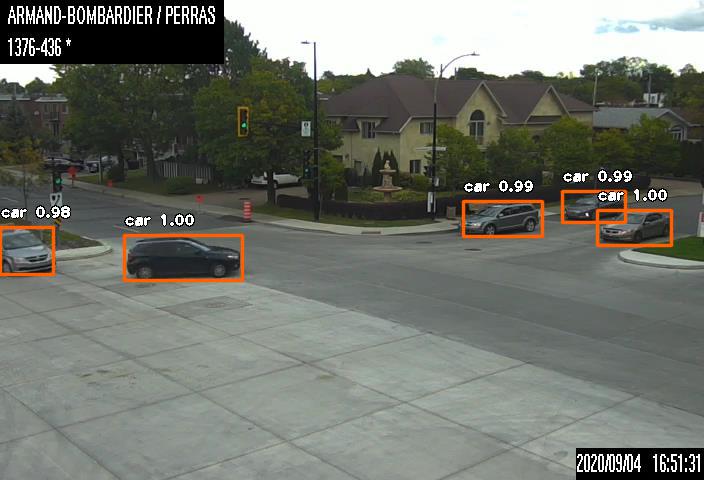 ARMAND-BOMBARDIER / PERRAS
1376-436 *
car 0.99
car 0.99
car 1.00
car 0.98
car 1.00
2020/09/04 16:51:31